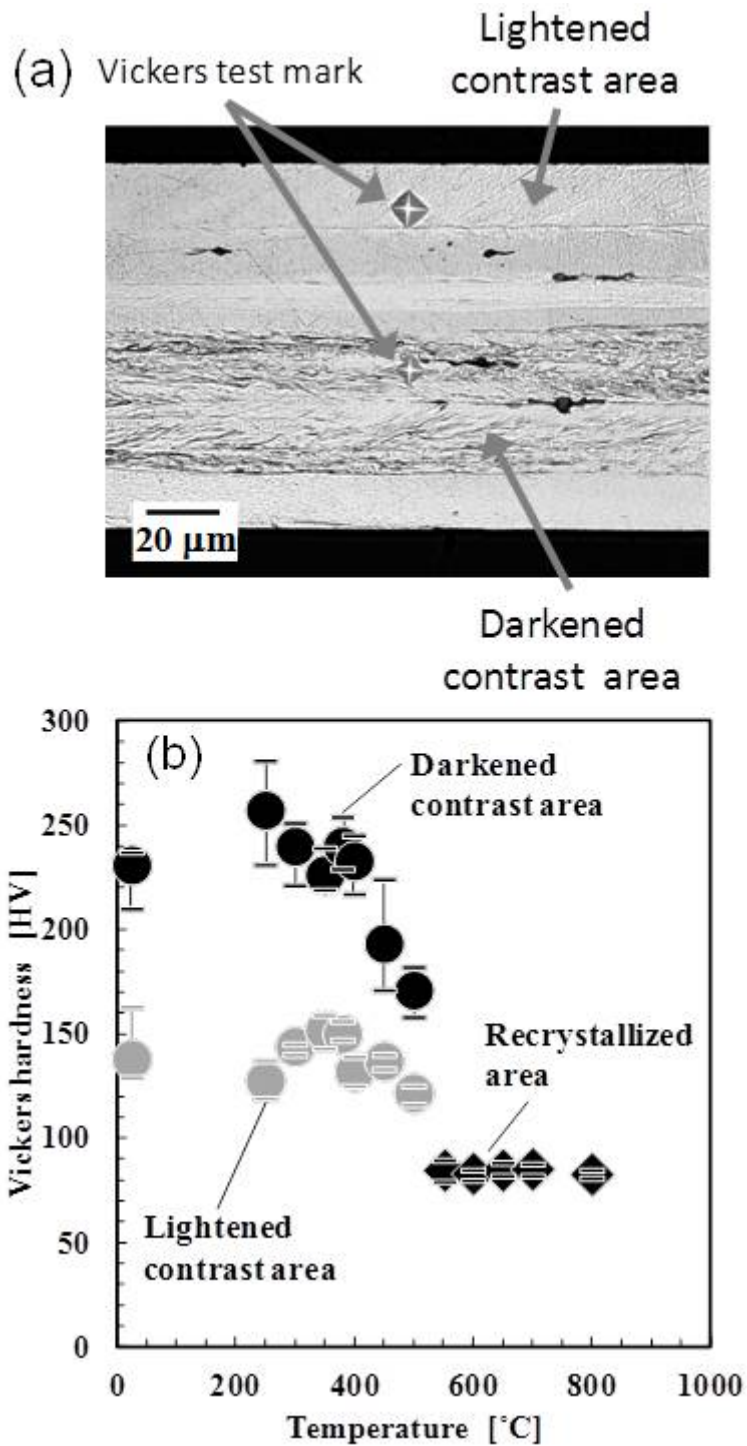 (a) Vickers test mark
Lightened
contrast area
20 µm
Darkened
contrast area
(b)
300
250
200
150
100
50
0
Vickers hardness [HV]
Darkened
contrast area
Recrystallized
area
Lightened
contrast area
0 200 400 600 800 1000
Temperature [˚C]